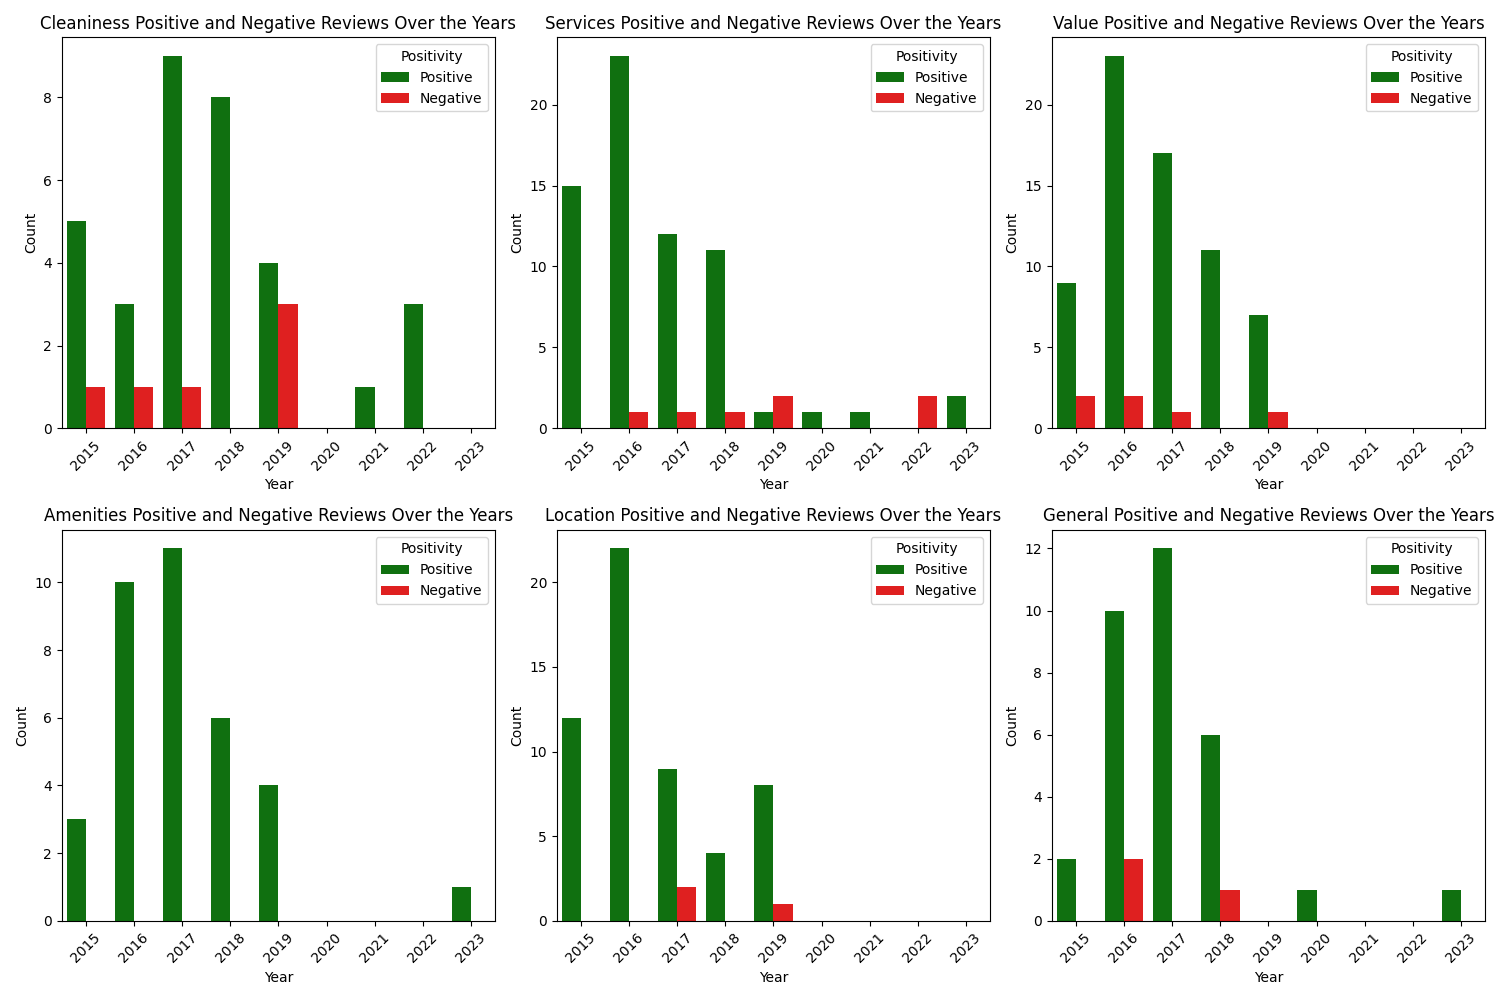 Cleaniness Positive and Negative Reviews Over the Years
Positivity
Positive
Negative
8
6
4
2
0
Count
2015 2016 2017 2018 2019 2020 2021 2022 2023
Year
Services Positive and Negative Reviews Over the Years
Positivity
Positive
Negative
20
15
10
5
0
Count
2015 2016 2017 2018 2019 2020 2021 2022 2023
Year
Value Positive and Negative Reviews Over the Years
Positivity
Positive
Negative
20
15
10
5
0
Count
2015 2016 2017 2018 2019 2020 2021 2022 2023
Year
Amenities Positive and Negative Reviews Over the Years
Positivity
Positive
Negative
10
8
6
4
2
0
Count
2015 2016 2017 2018 2019 2020 2021 2022 2023
Year
Location Positive and Negative Reviews Over the Years
Positivity
Positive
Negative
20
15
10
5
0
Count
2015 2016 2017 2018 2019 2020 2021 2022 2023
Year
General Positive and Negative Reviews Over the Years
Positivity
Positive
Negative
12
10
8
6
4
2
0
Count
2015 2016 2017 2018 2019 2020 2021 2022 2023
Year